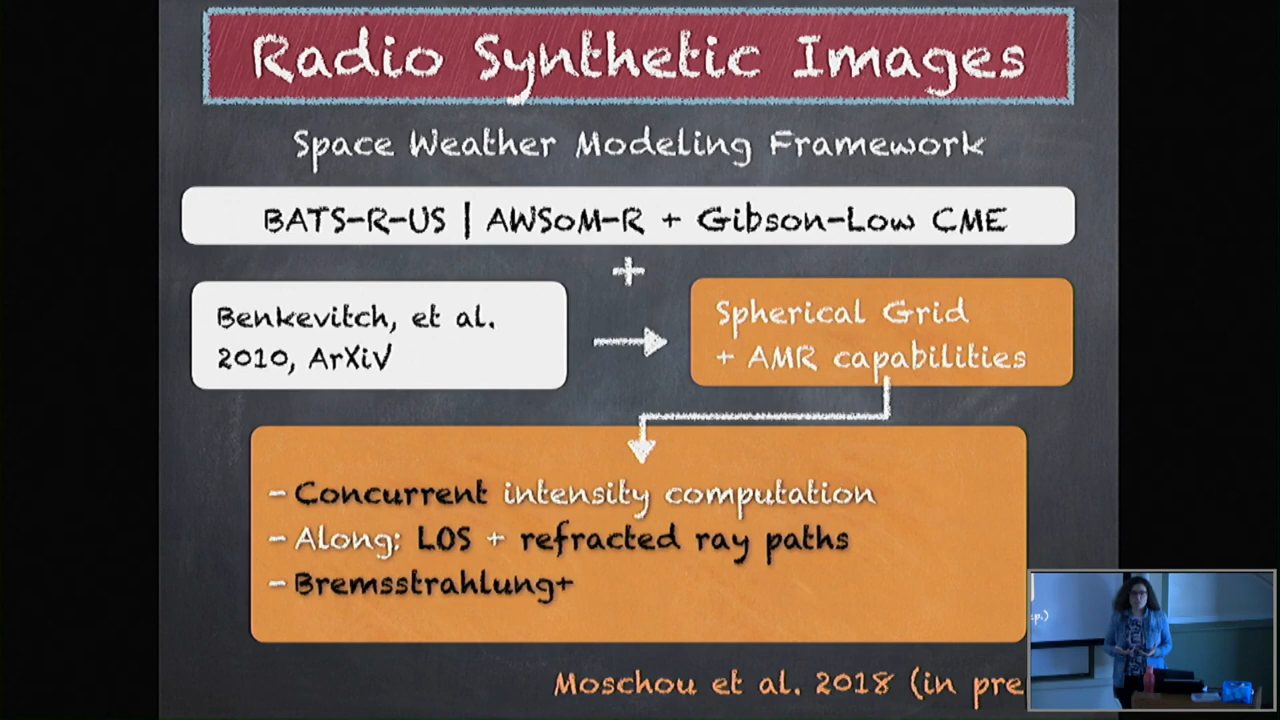 Radio Synthetic Images
Space Weather Modeling Framework
BATS-R-US | AWSoM-R + Gibson-Low CME
+
Benkevitch, et al.
2010, ArXiV
Spherical Grid
+ AMR capabilities
- Concurrent intensity computation
- Along: LOS + refracted ray paths
- Bremsstrahlung+
Moschou et al. 2018 (in pre
ep.)